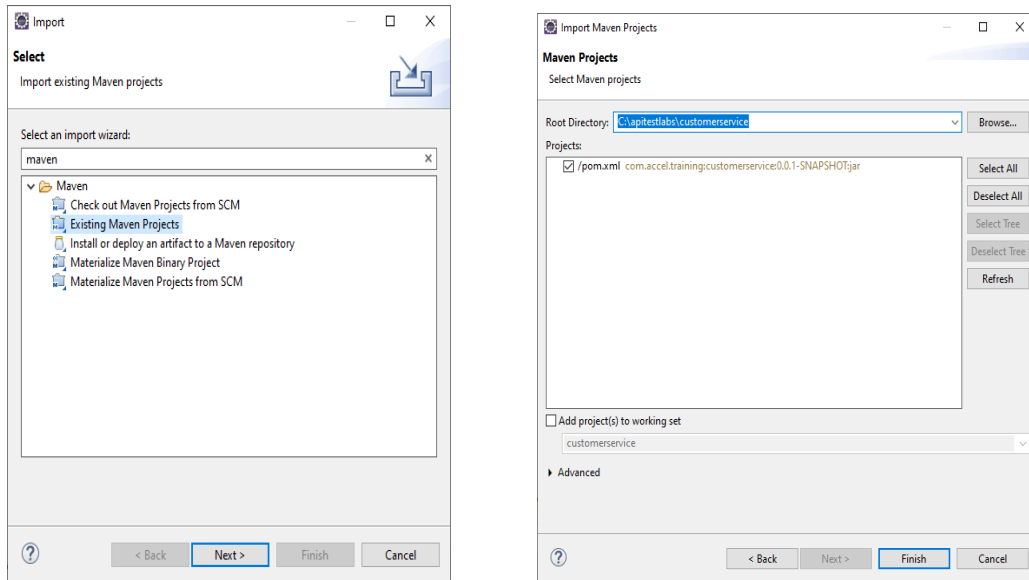 Import
Select
Import existing Maven projects
Select an import wizard:
maven
Maven
Check out Maven Projects from SCM
Existing Maven Projects
Install or deploy an artifact to a Maven repository
Materialize Maven Binary Project
Materialize Maven Projects from SCM
< Back Next > Finish Cancel
Import Maven Projects
Maven Projects
Select Maven projects
Root Directory: C:\apitestlabs\customerservice Browse...
Projects:
/pom.xml com.accel.training:customerservice:0.0.1-SNAPSHOT:jar
Select All
Deselect All
Select Tree
Deselect Tree
Refresh
Add project(s) to working set
customerservice
Advanced
< Back Next > Finish Cancel